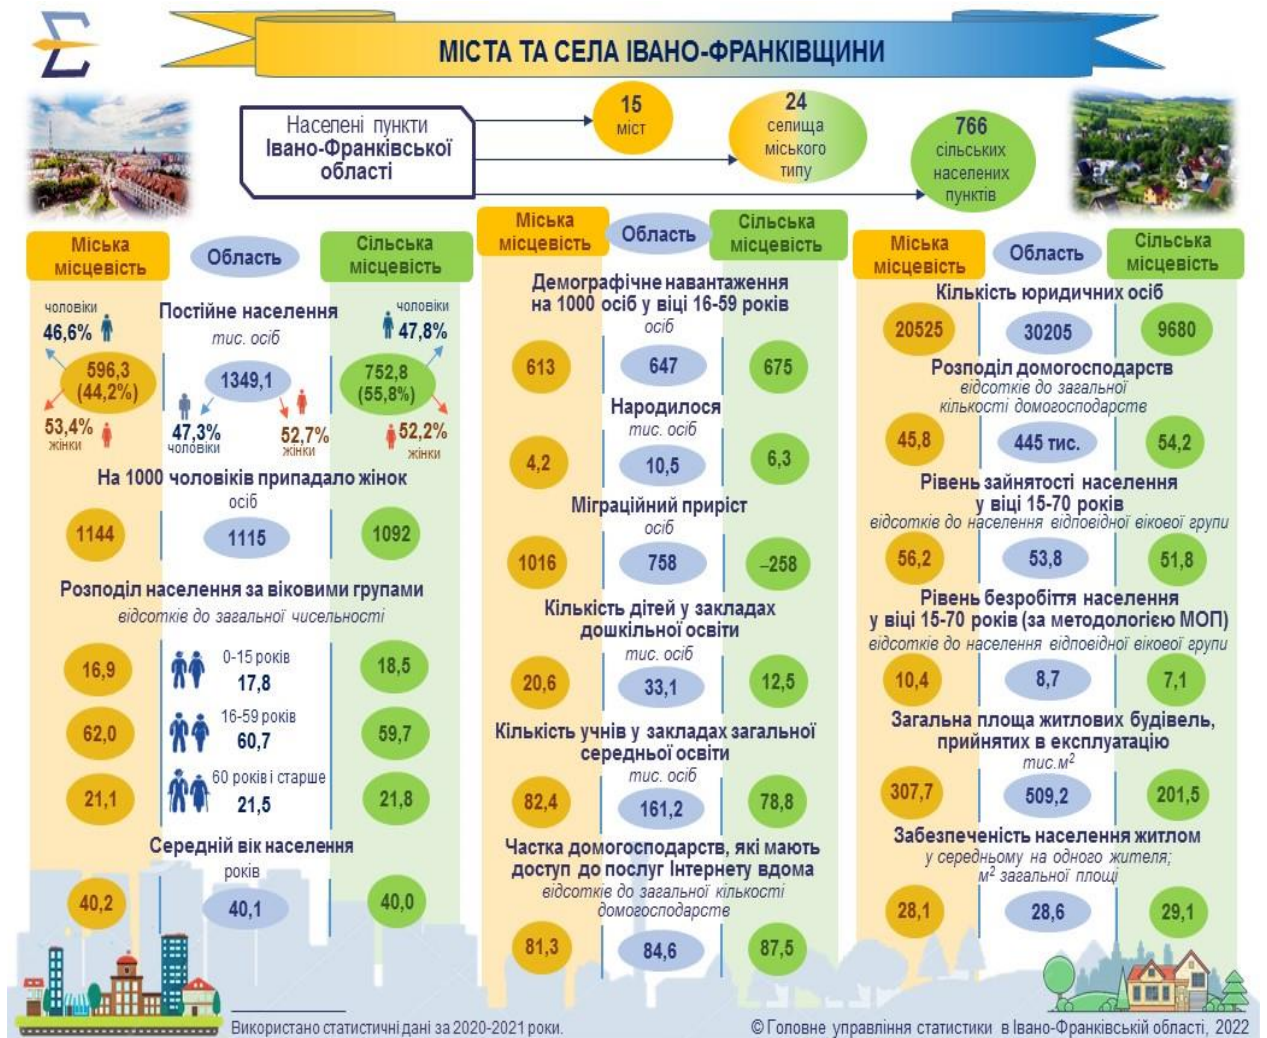 МІСТА ТА СЕЛА ІВАНО-ФРАНКІВЩИНИ
Населені пункти
Івано-Франківської
області
15
міст
24
селища
міського
типу
766
сільських
населених
пунктів
Міська
місцевість
Область
Сільська
місцевість
Постійне населення
тис. осіб
чоловіки
46,6%
596,3
(44,2%)
53,4%
жінки
1349,1
47,3%
чоловіки
52,7%
жінки
чоловіки
47,8%
752,8
(55,8%)
52,2%
жінки
На 1000 чоловіків припадало жінок
осіб
1144
1115
1092
Розподіл населення за віковими групами
відсотків до загальної чисельності
16,9
0-15 років
17,8
18,5
62,0
16-59 років
60,7
59,7
21,1
60 років і старше
21,5
21,8
Середній вік населення
років
40,2
40,1
40,0
Міська
місцевість
Область
Сільська
місцевість
Демографічне навантаження
на 1000 осіб у віці 16-59 років
осіб
613
647
675
Народилося
тис. осіб
4,2
10,5
6,3
Міграційний приріст
осіб
1016
758
–258
Кількість дітей у закладах
дошкільної освіти
тис. осіб
20,6
33,1
12,5
Кількість учнів у закладах загальної
середньої освіти
тис. осіб
82,4
161,2
78,8
Частка домогосподарств, які мають
доступ до послуг Інтернету вдома
відсотків до загальної кількості
домогосподарств
81,3
84,6
87,5
Міська
місцевість
Область
Сільська
місцевість
Кількість юридичних осіб
20525
30205
9680
Розподіл домогосподарств
відсотків до загальної
кількості домогосподарств
45,8
445 тис.
54,2
Рівень зайнятості населення
у віці 15-70 років
відсотків до населення відповідної вікової групи
56,2
53,8
51,8
Рівень безробіття населення
у віці 15-70 років (за методологією МОП)
відсотків до населення відповідної вікової групи
10,4
8,7
7,1
Загальна площа житлових будівель,
прийнятих в експлуатацію
тис.м²
307,7
509,2
201,5
Забезпеченість населення житлом
у середньому на одного жителя;
м² загальної площі
28,1
28,6
29,1
Використано статистичні дані за 2020-2021 роки.
© Головне управління статистики в Івано-Франківській області, 2022